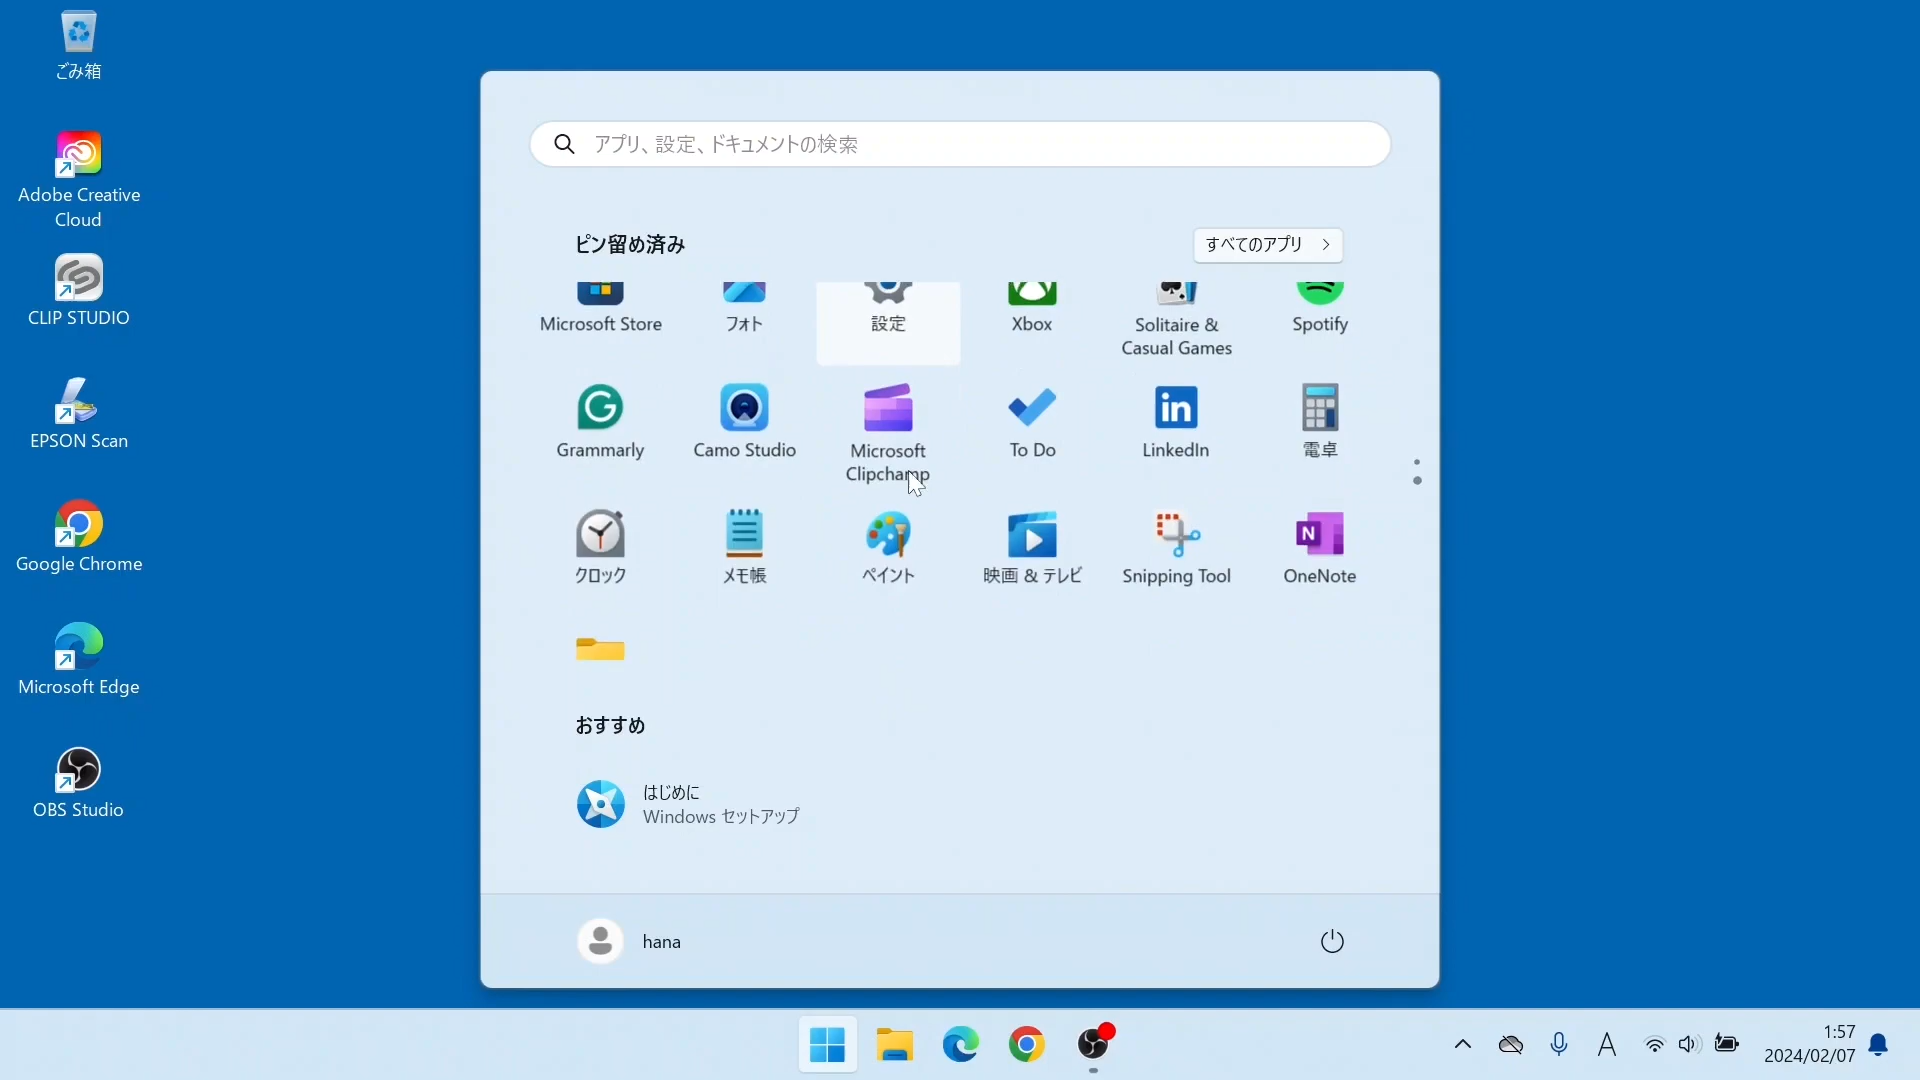 ごみ箱
Adobe Creative
Cloud
CLIP STUDIO
EPSON Scan
Google Chrome
Microsoft Edge
OBS Studio
アプリ、設定、ドキュメントの検索
ピン留め済み
すべてのアプリ
Microsoft Store
フォト
設定
Xbox
Solitaire &
Casual Games
Spotify
Grammarly
Camo Studio
Microsoft
Clipchamp
To Do
LinkedIn
電卓
クロック
メモ帳
ペイント
映画 & テレビ
Snipping Tool
OneNote
おすすめ
はじめに
Windows セットアップ
hana
A
1:57
2024/02/07